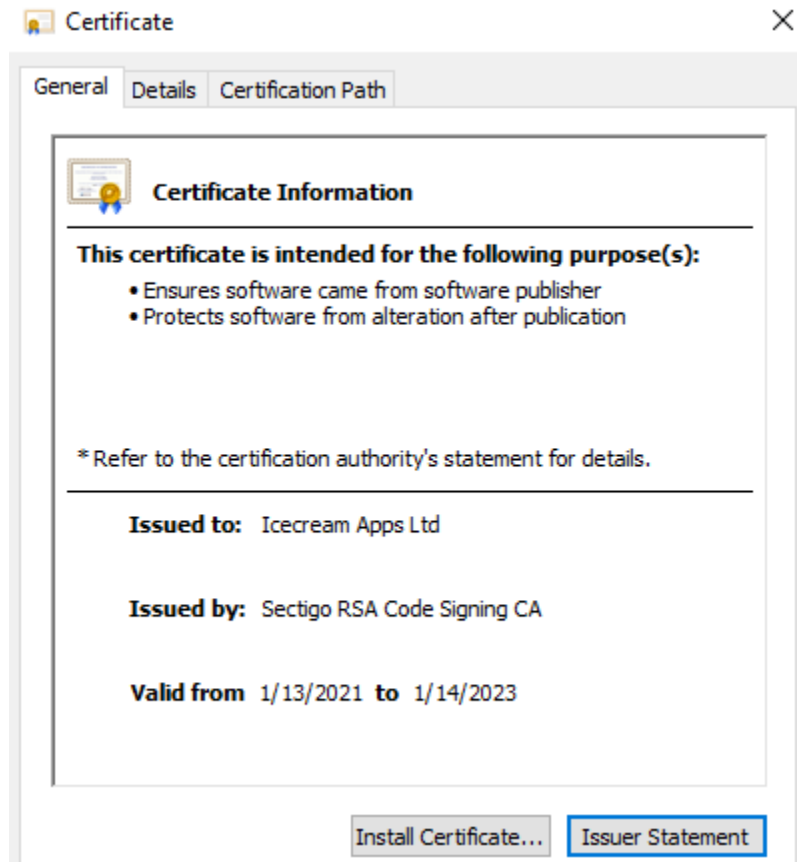 Certificate
General Details Certification Path
Certificate Information
This certificate is intended for the following purpose(s):
• Ensures software came from software publisher
• Protects software from alteration after publication
* Refer to the certification authority's statement for details.
Issued to: Icecream Apps Ltd
Issued by: Sectigo RSA Code Signing CA
Valid from 1/13/2021 to 1/14/2023
Install Certificate... Issuer Statement